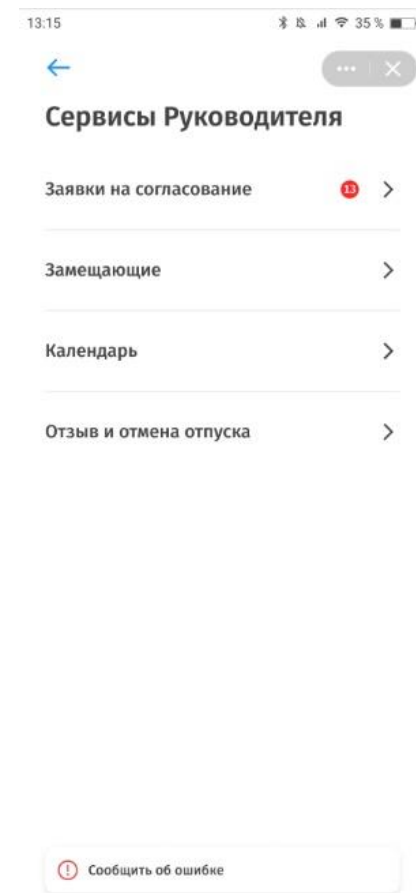 13:15 35 %
Сервисы Руководителя
Заявки на согласование 13
Замещающие
Календарь
Отзыв и отмена отпуска
Сообщить об ошибке